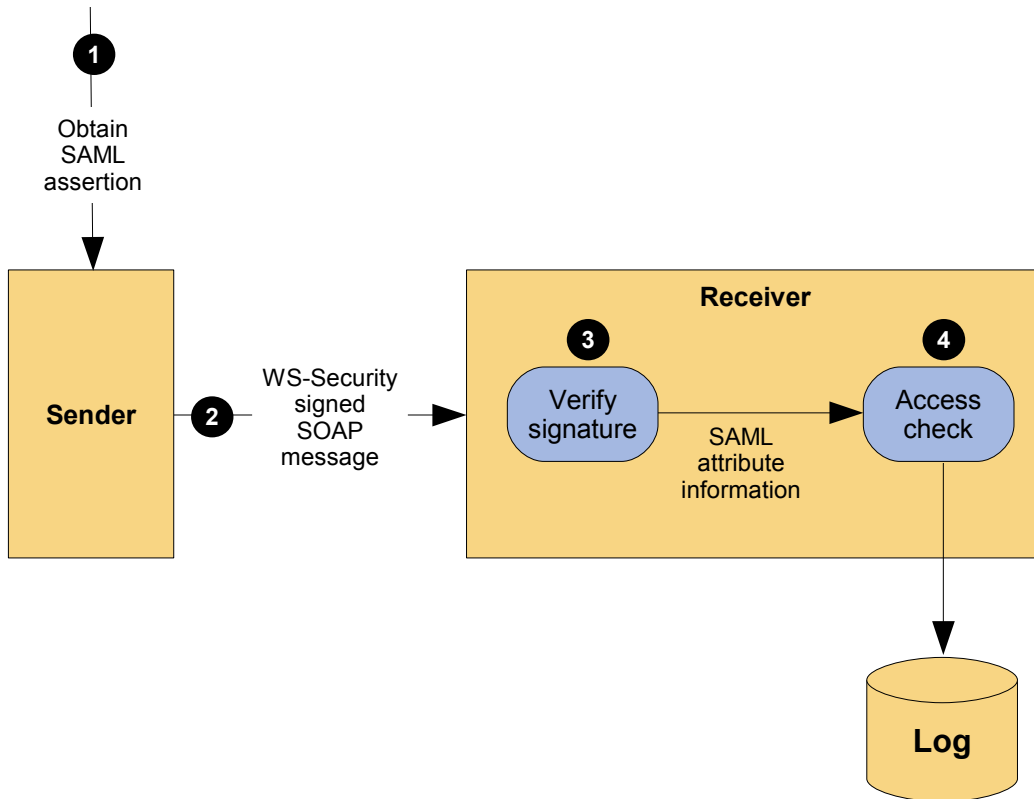 1
Obtain
SAML
assertion
Sender
2
WS-Security
signed
SOAP
message
Receiver
3
Verify
signature
SAML
attribute
information
4
Access
check
Log